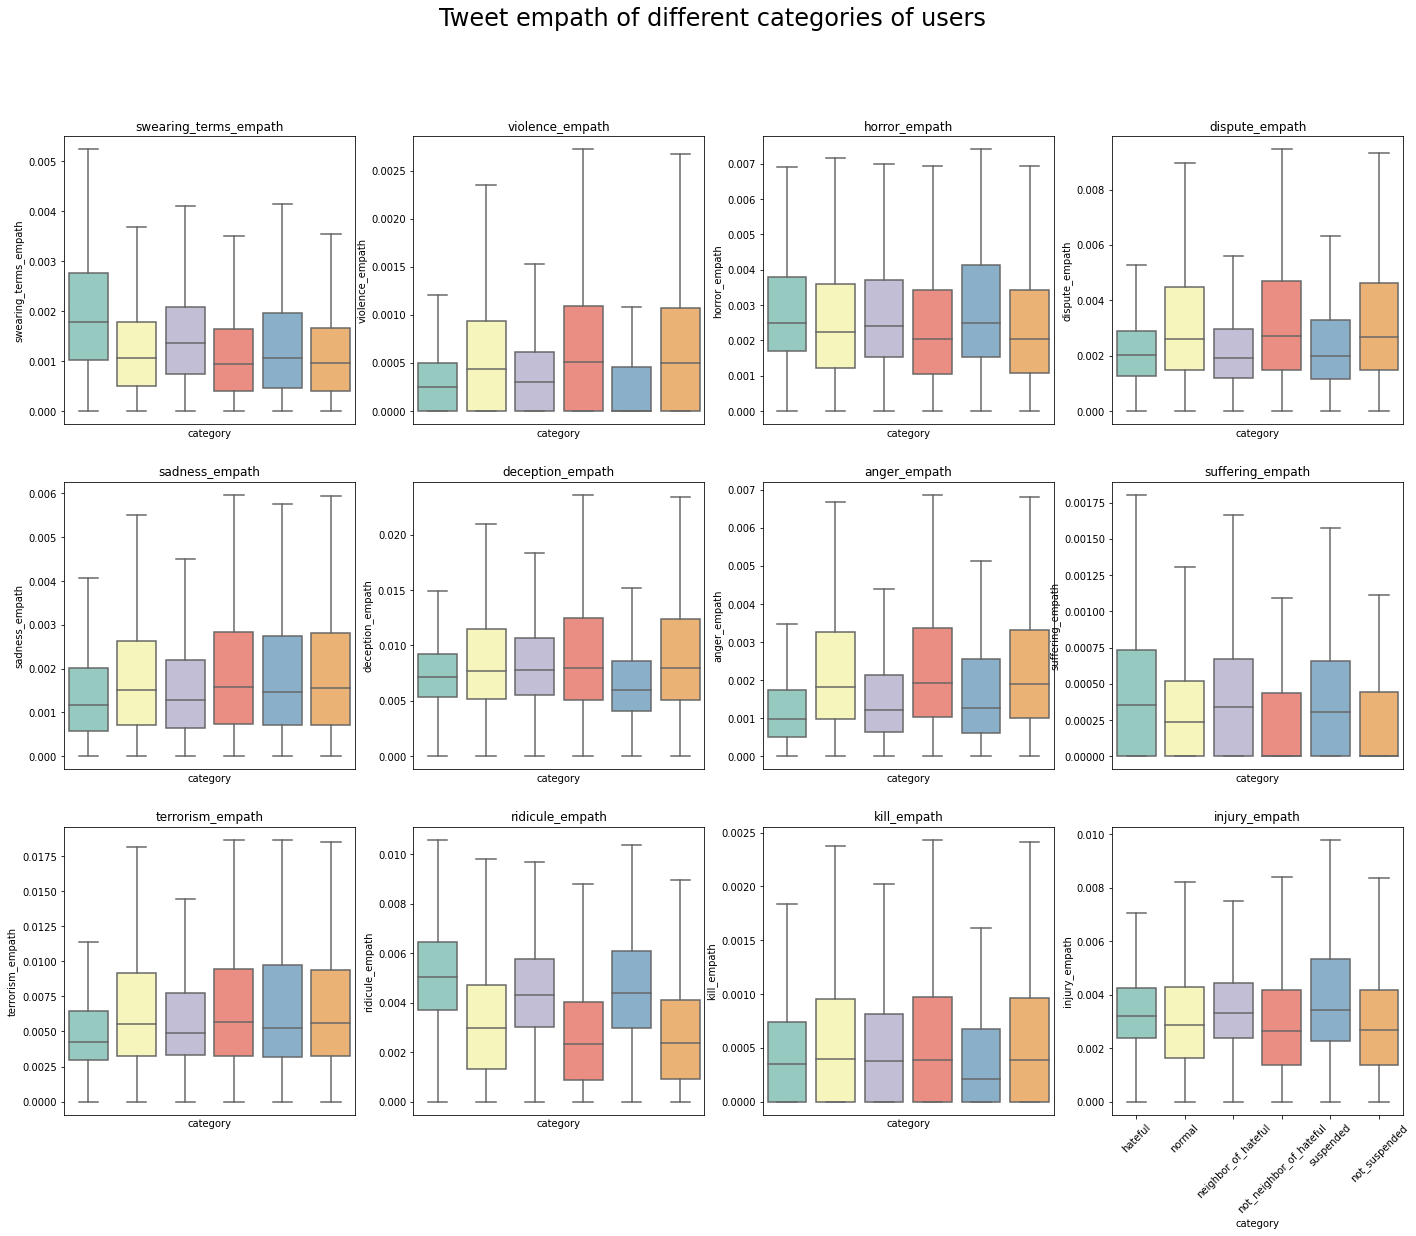 Tweet empath of different categories of users
swearing_terms_empath
violence_empath
horror_empath
dispute_empath
swearing_terms_empath
0.005
0.004
0.003
0.002
0.001
0.000
category
violence_empath
0.0025
0.0020
0.0015
0.0010
0.0005
0.0000
category
horror_empath
0.007
0.006
0.005
0.004
0.003
0.002
0.001
0.000
category
dispute_empath
0.008
0.006
0.004
0.002
0.000
category
sadness_empath
deception_empath
anger_empath
suffering_empath
sadness_empath
0.006
0.005
0.004
0.003
0.002
0.001
0.000
category
deception_empath
0.020
0.015
0.010
0.005
0.000
category
anger_empath
0.007
0.006
0.005
0.004
0.003
0.002
0.001
0.000
category
suffering_empath
0.00175
0.00150
0.00125
0.00100
0.00075
0.00050
0.00025
0.00000
category
terrorism_empath
ridicule_empath
kill_empath
injury_empath
terrorism_empath
0.0175
0.0150
0.0125
0.0100
0.0075
0.0050
0.0025
0.0000
category
ridicule_empath
0.010
0.008
0.006
0.004
0.002
0.000
category
kill_empath
0.0025
0.0020
0.0015
0.0010
0.0005
0.0000
category
injury_empath
0.010
0.008
0.006
0.004
0.002
0.000
hateful
normal
neighbor_of_hateful
not_neighbor_of_hateful
suspended
not_suspended
category